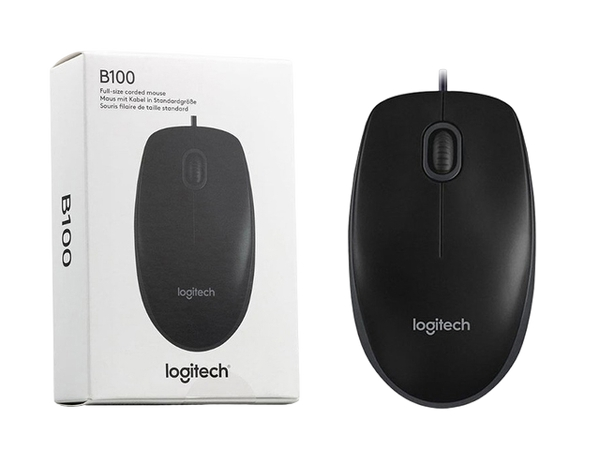 B100
Full-size corded mouse
Maus mit Kabel in Standardgröße
Souris filaire de taille standard
logitech
logitech
B100
logitech